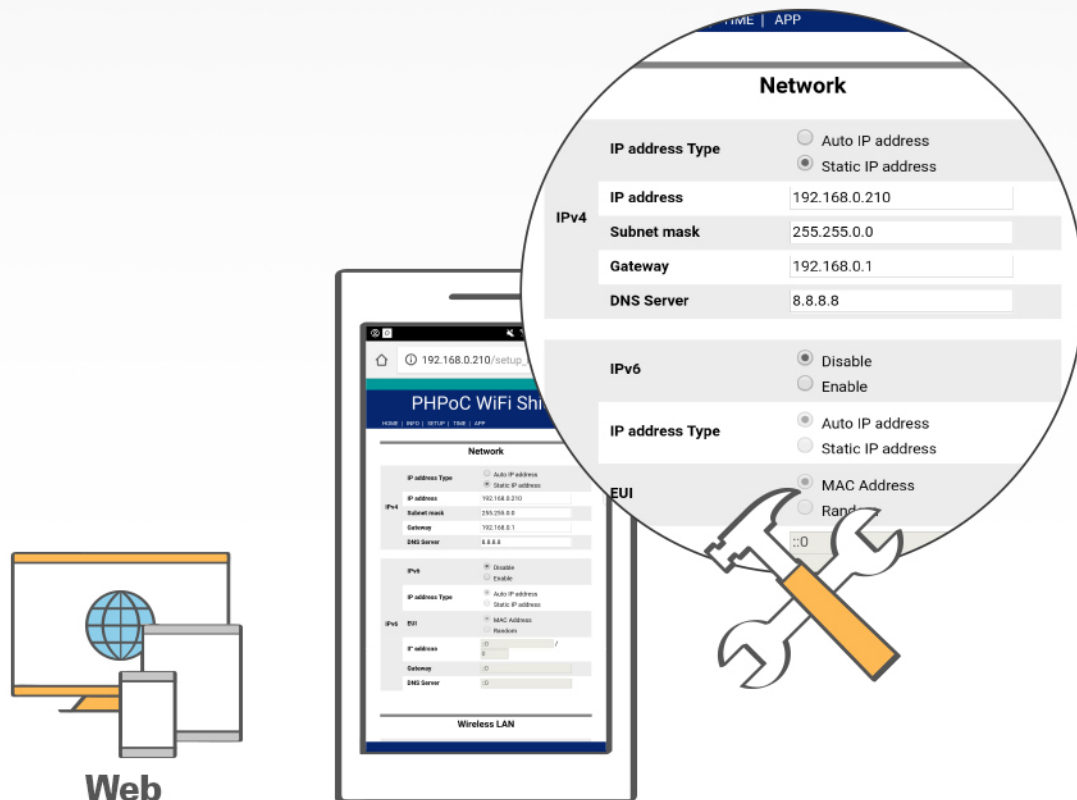 TIME | APP
Network
IP address Type
Auto IP address
Static IP address
IPv4
IP address
192.168.0.210
Subnet mask
255.255.0.0
Gateway
192.168.0.1
DNS Server
8.8.8.8
IPv6
Disable
Enable
IP address Type
Auto IP address
Static IP address
EUI
MAC Address
Random
::0
192.168.0.210/setup_
PHPoC WiFi Shi
HOME | INFO | SETUP | TIME | APP
Network
IP address Type
Auto IP address
Static IP address
IPv4
IP address
192.168.0.210
Subnet mask
255.255.0.0
Gateway
192.168.0.1
DNS Server
8.8.8.8
IPv6
Disable
Enable
IP address Type
Auto IP address
Static IP address
IPv6
EUI
MAC Address
Random
IP address
::0 /
0
Gateway
::0
DNS Server
::0
Wireless LAN
Web